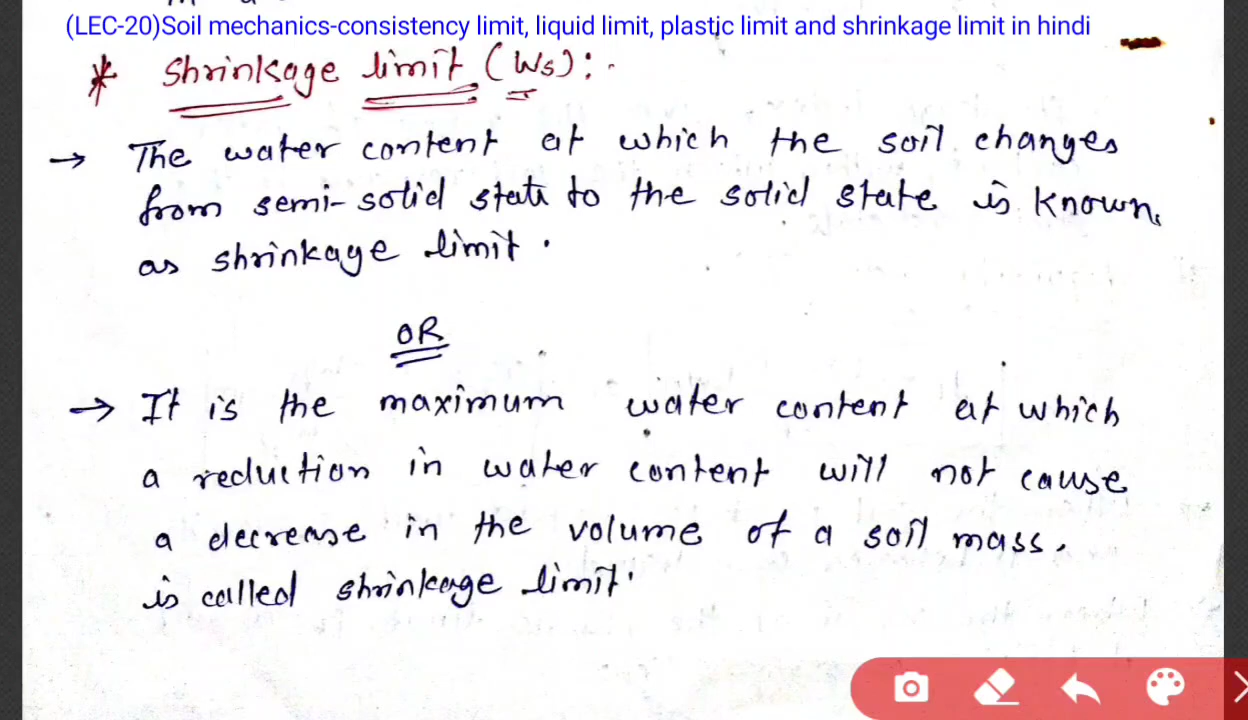 (LEC-20)Soil mechanics-consistency limit, liquid limit, plastic limit and shrinkage limit in hindi
* Shrinkage limit (Ws):-
→ The water content at which the soil changes
from semi-solid state to the solid state is known
as shrinkage limit.
OR
→ It is the maximum water content at which
a reduction in water content will not cause
a decrease in the volume of a soil mass.
is called shrinkage limit.